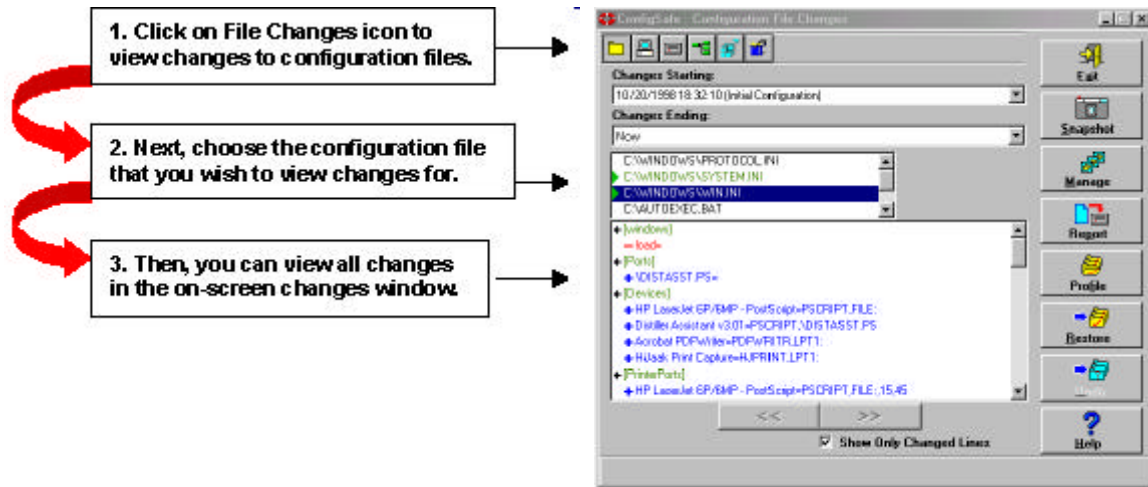 1. Click on File Changes icon to
view changes to configuration files.
2. Next, choose the configuration file
that you wish to view changes for.
3. Then, you can view all changes
in the on-screen changes window.
ConfigSafe : Configuration File Changes
Changes Starting:
10/20/1998 18:32:10 (Initial Configuration)
Changes Ending:
Now
C:\WINDOWS\PROTOCOL.INI
C:\WINDOWS\SYSTEM.INI
C:\WINDOWS\WIN.INI
C:\AUTOEXEC.BAT
[windows]
load=
[Ports]
\DISTASST.PS=
[Devices]
HP LaserJet 6P/6MP - PostScript=PSCRIPT,FILE:
Distiller Assistant v3.01=PSCRIPT,\DISTASST.PS
Acrobat PDFWriter=PDFWRITR,LPT1:
HiJaak Print Capture=HJPRINT,LPT1:
[PrinterPorts]
HP LaserJet 6P/6MP - PostScript=PSCRIPT,FILE:,15,45
<< >>
Show Only Changed Lines
Exit
Snapshot
Manage
Report
Profile
Restore
Undo
Help